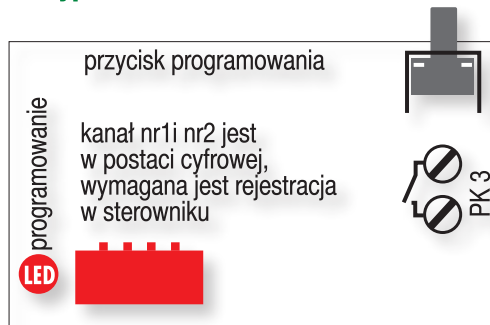 przycisk programowania
programowanie
kanał nr1i nr2 jest
w postaci cyfrowej,
wymagana jest rejestracja
w sterowniku
PK 3
LED